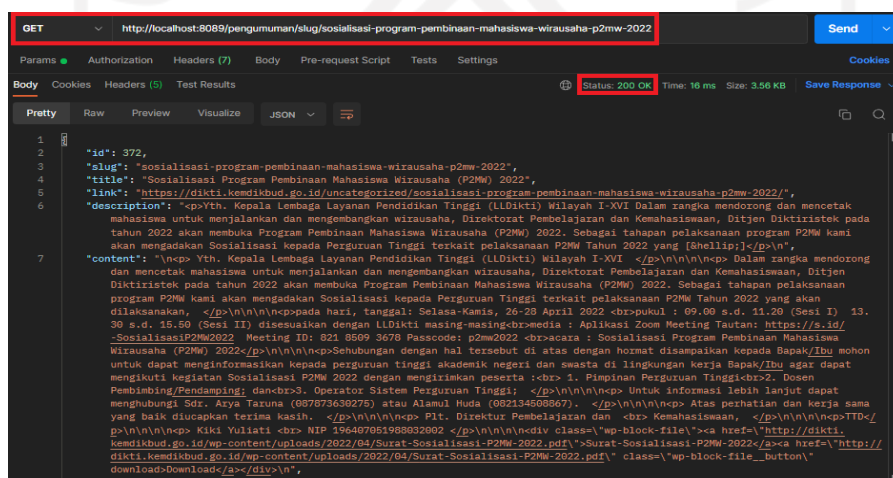 GET http://localhost:8089/pengumuman/slug/sosialisasi-program-pembinaan-mahasiswa-wirausaha-p2mw-2022 Send
Params Authorization Headers (7) Body Pre-request Script Tests Settings Cookies
Body Cookies Headers (5) Test Results Status: 200 OK Time: 16 ms Size: 3.56 KB Save Response
Pretty Raw Preview Visualize JSON
1
2 "id": 372,
3 "slug": "sosialisasi-program-pembinaan-mahasiswa-wirausaha-p2mw-2022",
4 "title": "Sosialisasi Program Pembinaan Mahasiswa Wirausaha (P2MW) 2022",
5 "link": "https://dikti.kemdikbud.go.id/uncategorized/sosialisasi-program-pembinaan-mahasiswa-wirausaha-p2mw-2022/",
6 "description": "<p>Yth. Kepala Lembaga Layanan Pendidikan Tinggi (LLDikti) Wilayah I-XVI Dalam rangka mendorong dan mencetak
mahasiswa untuk menjalankan dan mengembangkan wirausaha, Direktorat Pembelajaran dan Kemahasiswaan, Ditjen Diktiristek pada
tahun 2022 akan membuka Program Pembinaan Mahasiswa Wirausaha (P2MW) 2022. Sebagai tahapan pelaksanaan program P2MW kami
akan mengadakan Sosialisasi kepada Perguruan Tinggi terkait pelaksanaan P2MW Tahun 2022 yang [&hellip;]</p>\n",
7 "content": "\n<p> Yth. Kepala Lembaga Layanan Pendidikan Tinggi (LLDikti) Wilayah I-XVI </p>\n\n\n\n<p> Dalam rangka mendorong
dan mencetak mahasiswa untuk menjalankan dan mengembangkan wirausaha, Direktorat Pembelajaran dan Kemahasiswaan, Ditjen
Diktiristek pada tahun 2022 akan membuka Program Pembinaan Mahasiswa Wirausaha (P2MW) 2022. Sebagai tahapan pelaksanaan
program P2MW kami akan mengadakan Sosialisasi kepada Perguruan Tinggi terkait pelaksanaan P2MW Tahun 2022 yang akan
dilaksanakan, </p>\n\n\n\n<p>pada hari, tanggal: Selasa-Kamis, 26-28 April 2022 <br>pukul : 09.00 s.d. 11.20 (Sesi I) 13.
30 s.d. 15.50 (Sesi II) disesuaikan dengan LLDikti masing-masing<br>media : Aplikasi Zoom Meeting Tautan: https://s.id/
-SosialisasiP2MW2022 Meeting ID: 821 8509 3678 Passcode: p2mw2022 <br>acara : Sosialisasi Program Pembinaan Mahasiswa
Wirausaha (P2MW) 2022</p>\n\n\n\n<p>Sehubungan dengan hal tersebut di atas dengan hormat disampaikan kepada Bapak/Ibu mohon
untuk dapat menginformasikan kepada perguruan tinggi akademik negeri dan swasta di lingkungan kerja Bapak/Ibu agar dapat
mengikuti kegiatan Sosialisasi P2MW 2022 dengan mengirimkan peserta :<br> 1. Pimpinan Perguruan Tinggi<br>2. Dosen
Pembimbing/Pendamping; dan<br>3. Operator Sistem Perguruan Tinggi; </p>\n\n\n\n<p> Untuk informasi lebih lanjut dapat
menghubungi Sdr. Arya Taruna (087873630275) atau Alamul Huda (082134508867). </p>\n\n\n\n<p> Atas perhatian dan kerja sama
yang baik diucapkan terima kasih. </p>\n\n\n\n<p> Plt. Direktur Pembelajaran dan <br> Kemahasiswaan, </p>\n\n\n\n<p>TTD</
p>\n\n\n\n<p> Kiki Yuliati <br> NIP 196407051988032002 </p>\n\n\n\n<div class=\"wp-block-file\"><a href=\"http://dikti.
kemdikbud.go.id/wp-content/uploads/2022/04/Surat-Sosialisasi-P2MW-2022.pdf\">Surat-Sosialisasi-P2MW-2022</a><a href=\"http://
dikti.kemdikbud.go.id/wp-content/uploads/2022/04/Surat-Sosialisasi-P2MW-2022.pdf\" class=\"wp-block-file__button\"
download>Download</a></div>\n",